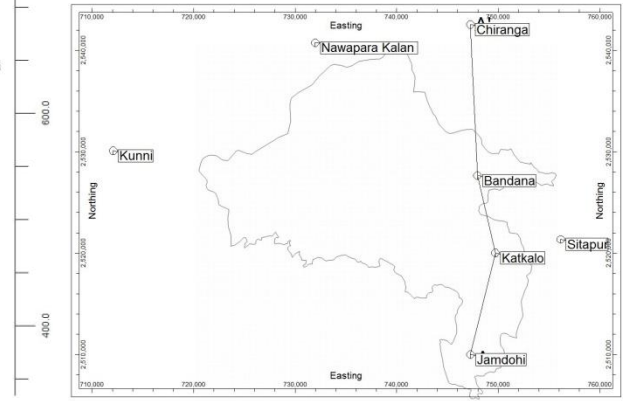 710,000 720,000 730,000 740,000 750,000 760,000
Easting
Chiranga
Nawapara Kalan
2,540,000 2,540,000
600.0
Kunni
2,530,000 2,530,000
Bandana
Northing Northing
Sitapur
Katkalo
2,520,000 2,520,000
400.0
Jamdohi
2,510,000 2,510,000
Easting
710,000 720,000 730,000 740,000 750,000 760,000